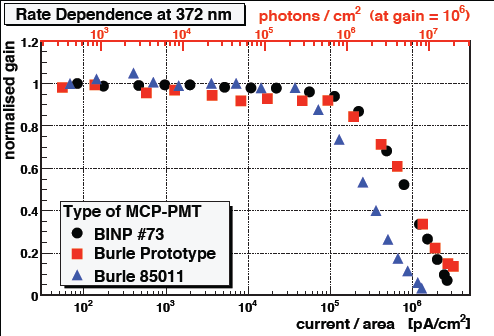 Rate Dependence at 372 nm
photons / cm² (at gain = 10⁶)
10³ 10⁴ 10⁵ 10⁶ 10⁷
normalised gain
1.2
1
0.8
0.6
0.4
0.2
0
Type of MCP-PMT
BINP #73
Burle Prototype
Burle 85011
10² 10³ 10⁴ 10⁵ 10⁶
current / area [pA/cm²]